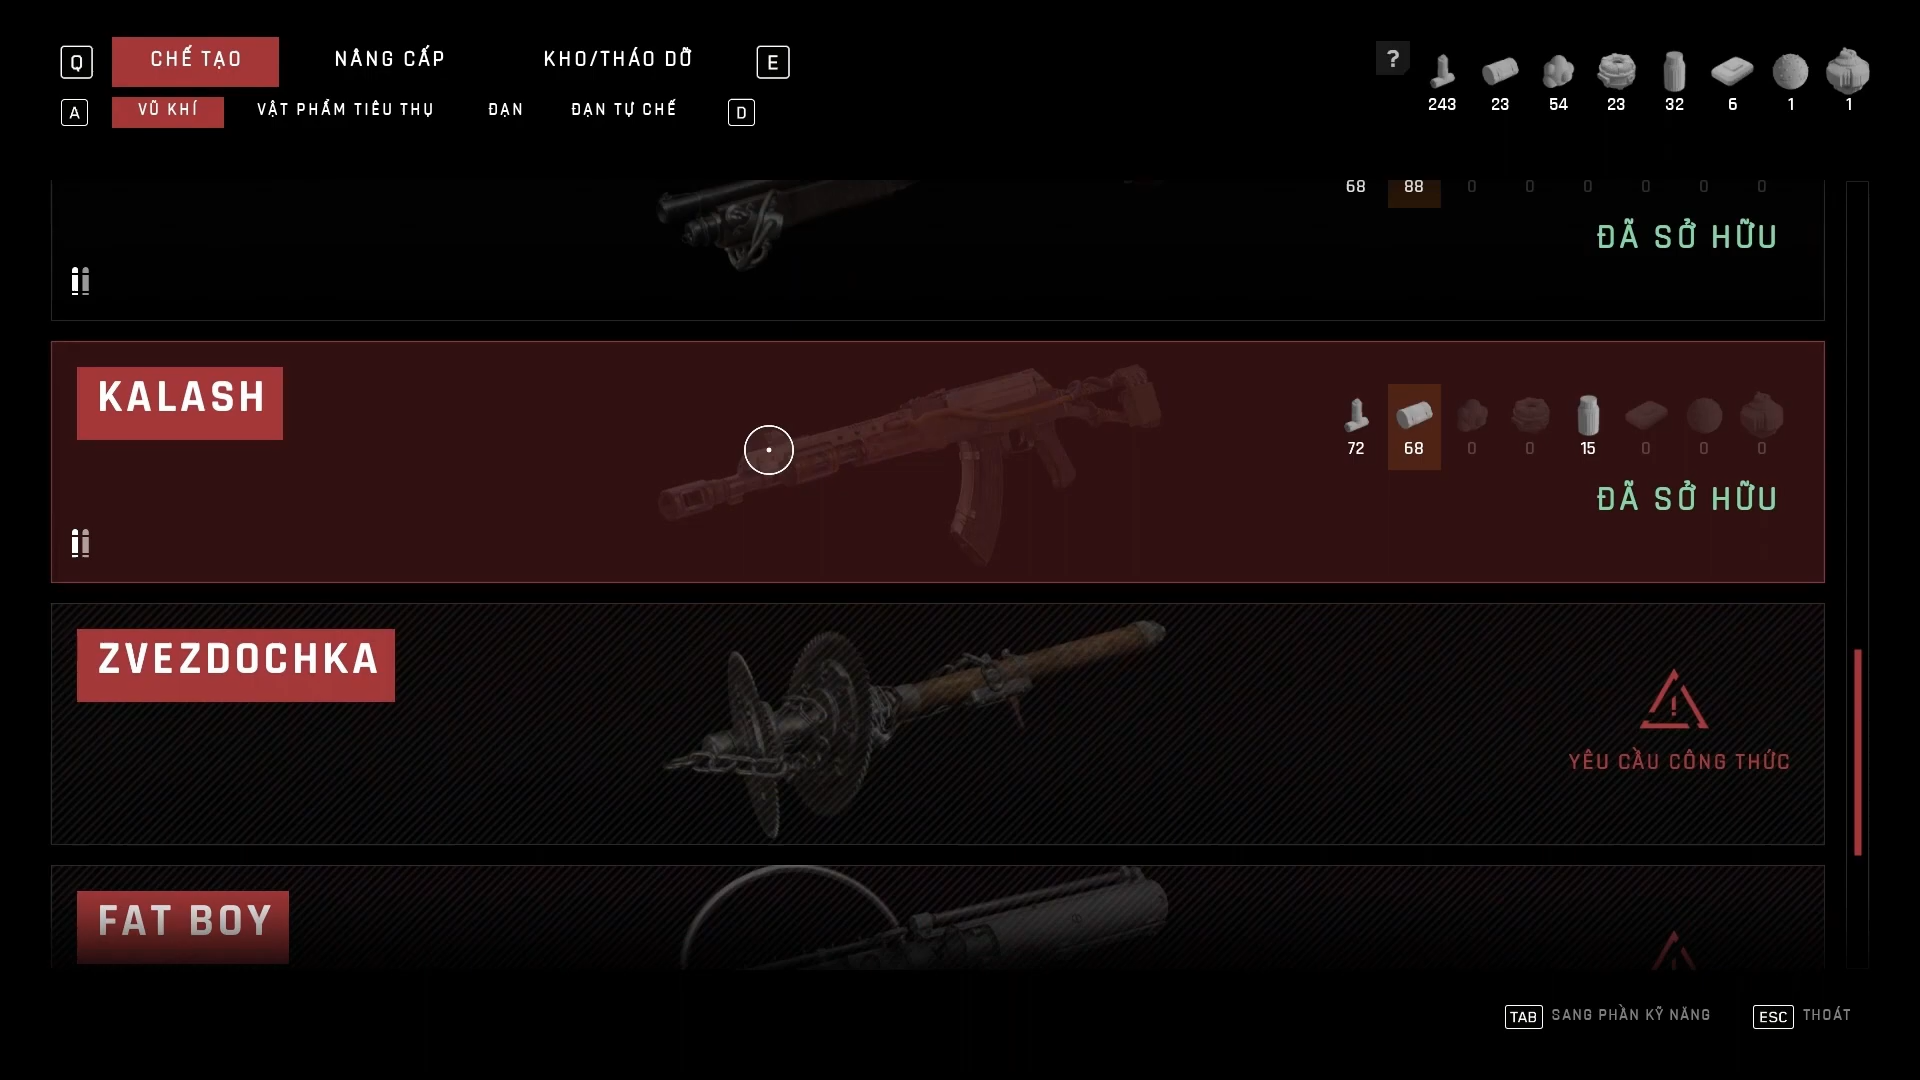 Q CHẾ TẠO NÂNG CẤP KHO/THÁO DỠ E ?
A VŨ KHÍ VẬT PHẨM TIÊU THỤ ĐẠN ĐẠN TỰ CHẾ D
243 23 54 23 32 6 1 1
68 88 0 0 0 0 0 0
ĐÃ SỞ HỮU
KALASH
72 68 0 0 15 0 0 0
ĐÃ SỞ HỮU
ZVEZDOCHKA
YÊU CẦU CÔNG THỨC
FAT BOY
TAB SANG PHẦN KỸ NĂNG ESC THOÁT